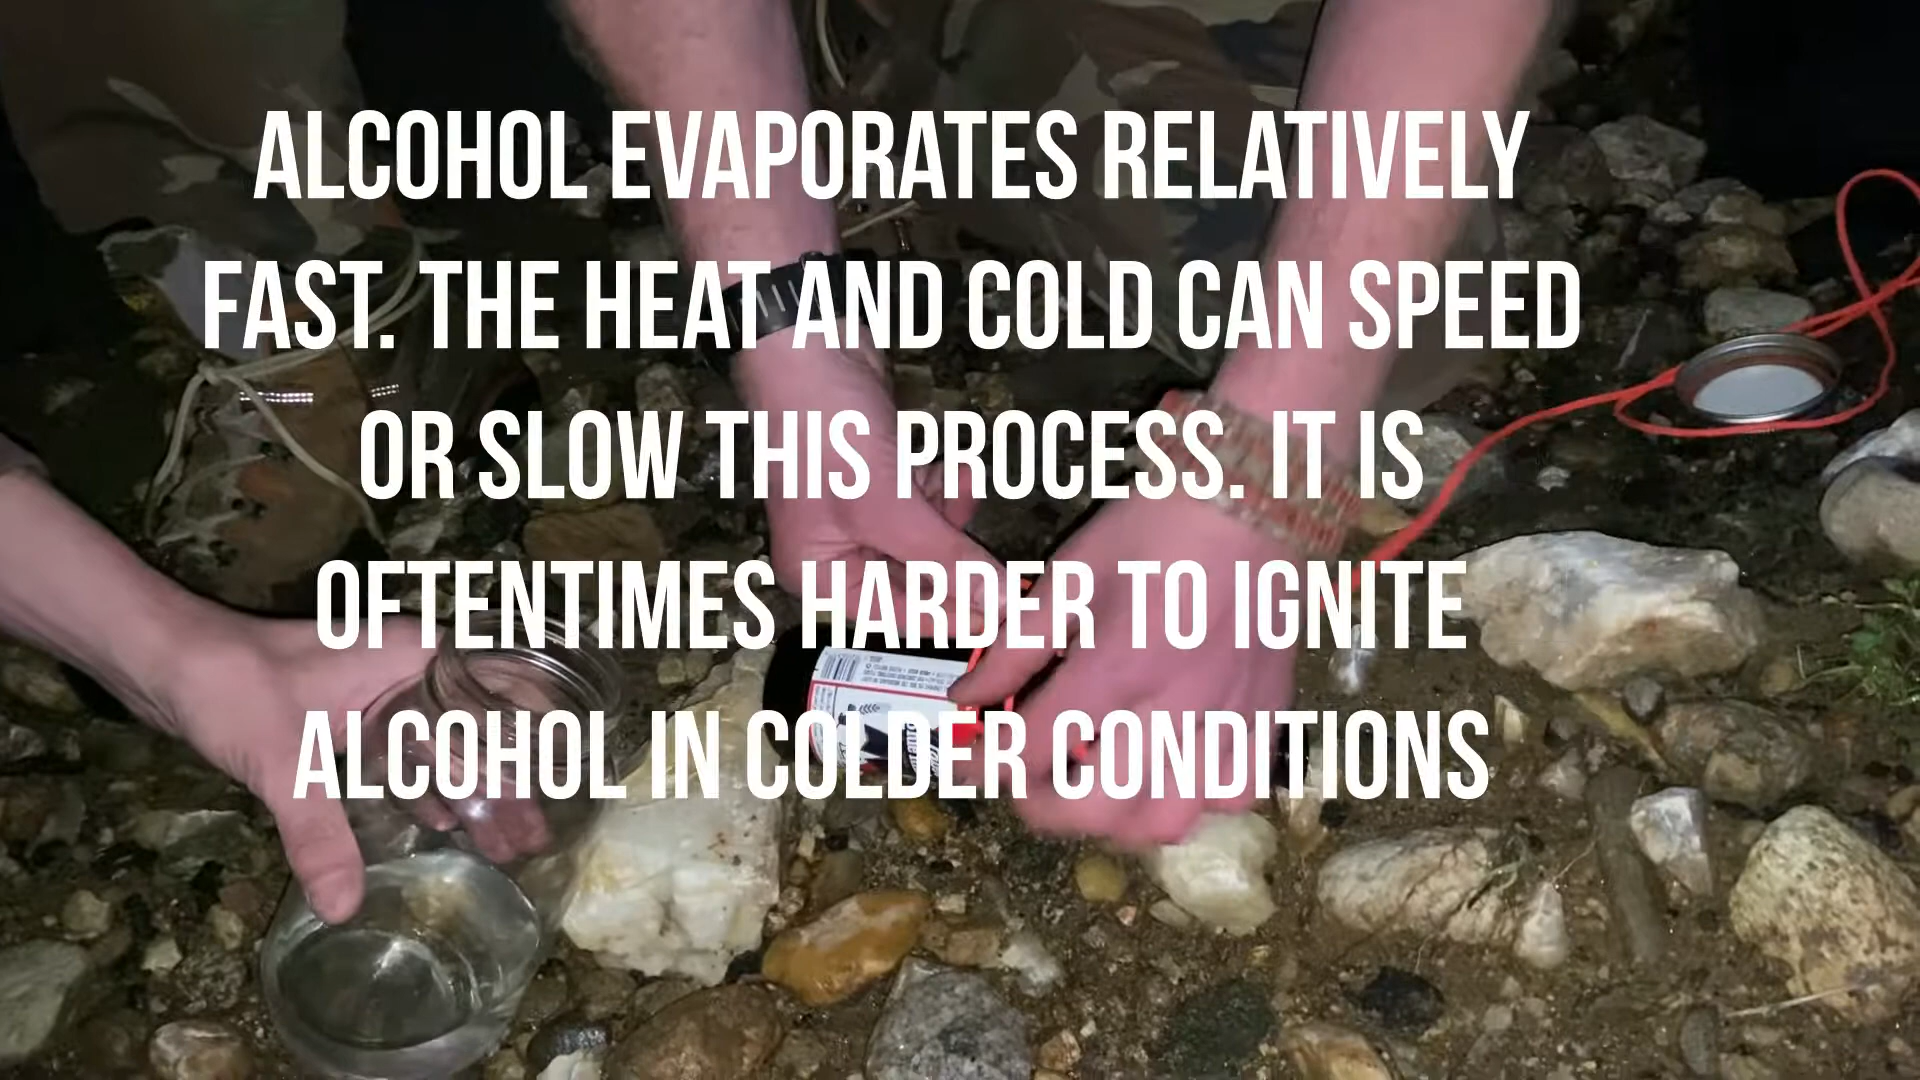 ALCOHOL EVAPORATES RELATIVELY
FAST. THE HEAT AND COLD CAN SPEED
OR SLOW THIS PROCESS. IT IS
OFTENTIMES HARDER TO IGNITE
ALCOHOL IN COLDER CONDITIONS